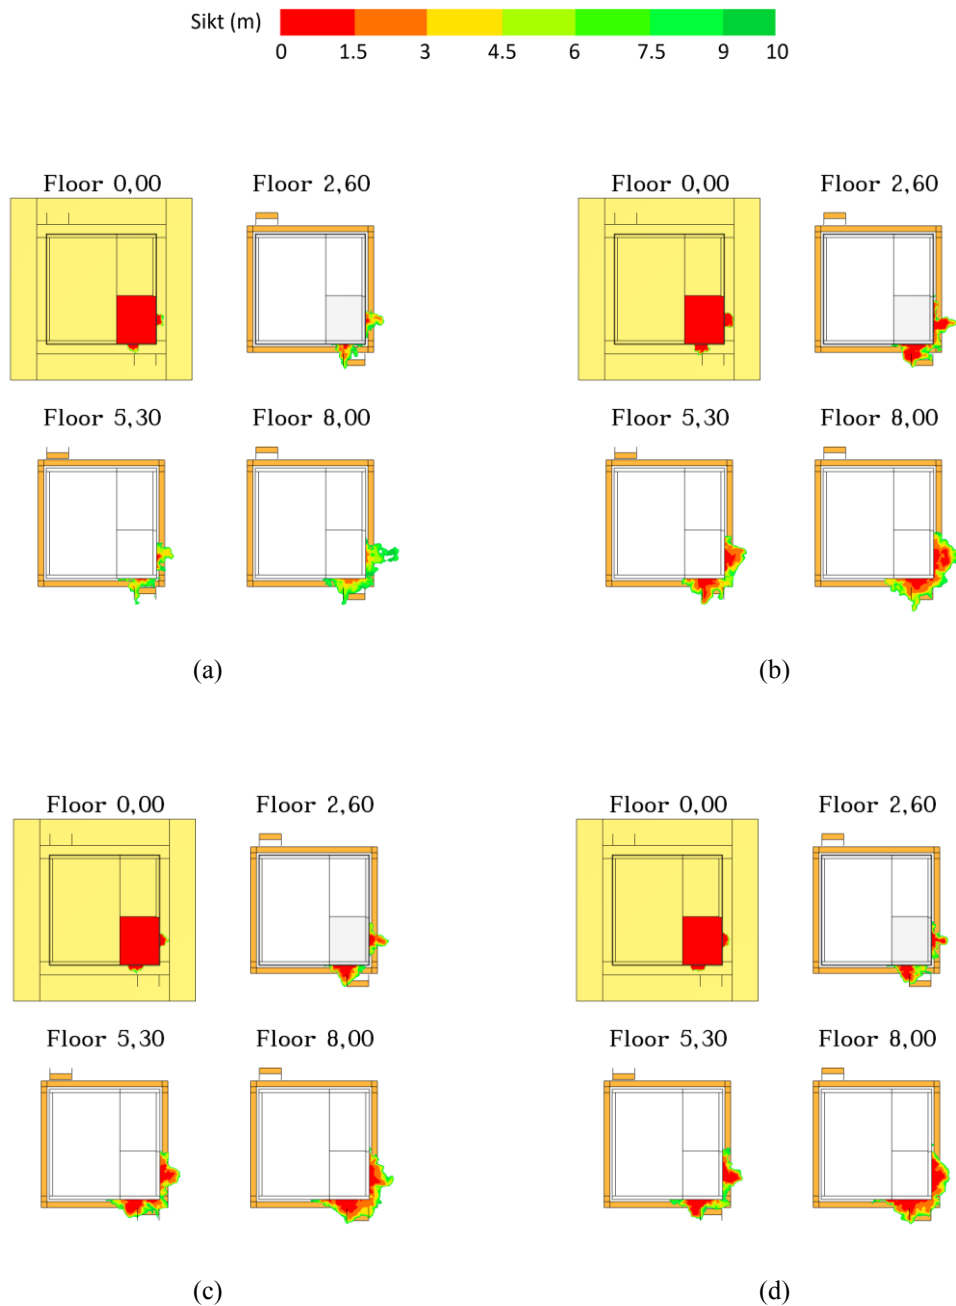 Sikt (m)
0 1.5 3 4.5 6 7.5 9 10
Floor 0,00 Floor 2,60 Floor 0,00 Floor 2,60
Floor 5,30 Floor 8,00 Floor 5,30 Floor 8,00
(a) (b)
Floor 0,00 Floor 2,60 Floor 0,00 Floor 2,60
Floor 5,30 Floor 8,00 Floor 5,30 Floor 8,00
(c) (d)